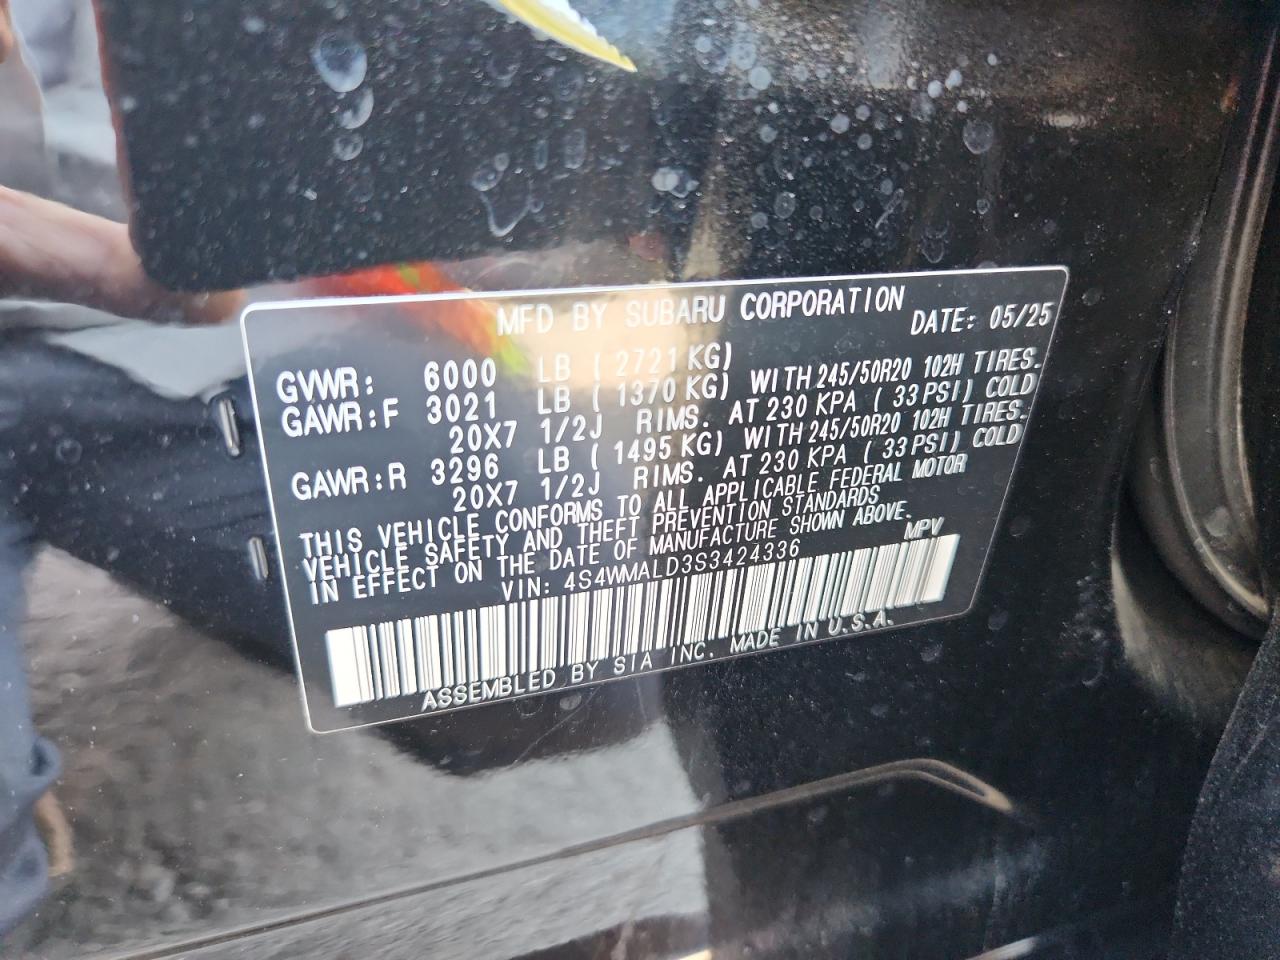 MFD BY SUBARU CORPORATION DATE: 05/25
GVWR: 6000 LB ( 2721 KG)
GAWR:F 3021 LB ( 1370 KG) WITH 245/50R20 102H TIRES.
20X7 1/2J RIMS. AT 230 KPA ( 33 PSI) COLD
GAWR:R 3296 LB ( 1495 KG) WITH 245/50R20 102H TIRES.
20X7 1/2J RIMS. AT 230 KPA ( 33 PSI) COLD
THIS VEHICLE CONFORMS TO ALL APPLICABLE FEDERAL MOTOR
VEHICLE SAFETY AND THEFT PREVENTION STANDARDS
IN EFFECT ON THE DATE OF MANUFACTURE SHOWN ABOVE.
VIN: 4S4WMALD3S3424336 MPV
ASSEMBLED BY SIA INC. MADE IN U.S.A.